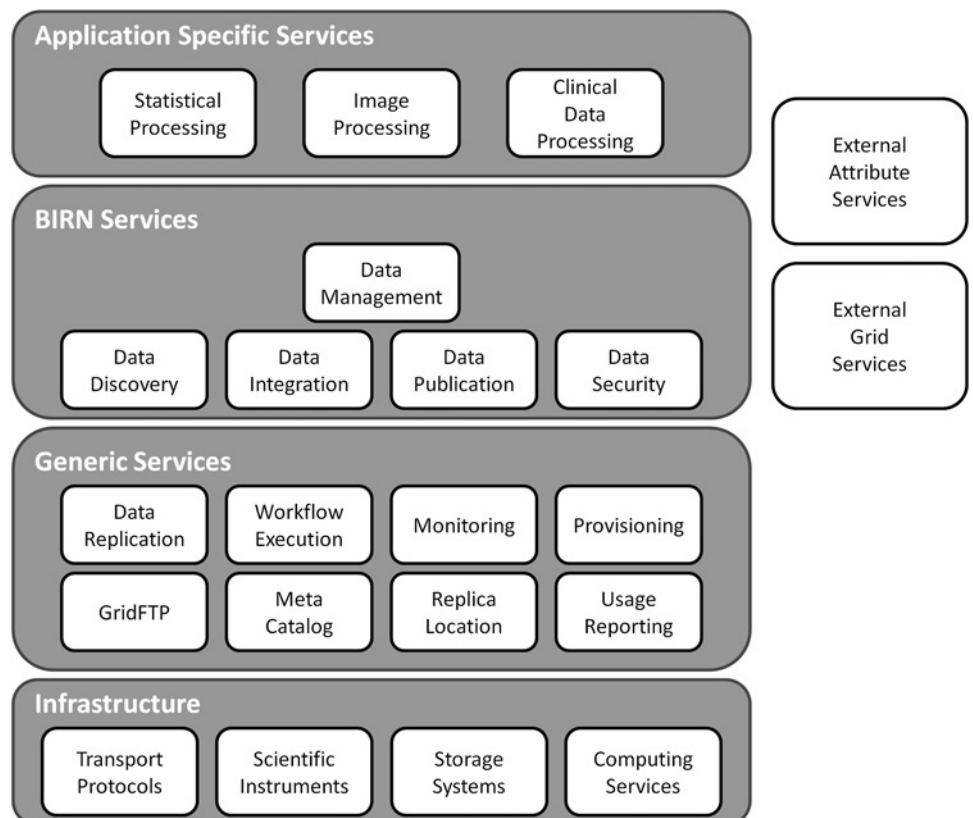 Application Specific Services
Statistical
Processing
Image
Processing
Clinical
Data
Processing
BIRN Services
Data
Management
Data
Discovery
Data
Integration
Data
Publication
Data
Security
Generic Services
Data
Replication
Workflow
Execution
Monitoring
Provisioning
GridFTP
Meta
Catalog
Replica
Location
Usage
Reporting
Infrastructure
Transport
Protocols
Scientific
Instruments
Storage
Systems
Computing
Services
External
Attribute
Services
External
Grid
Services